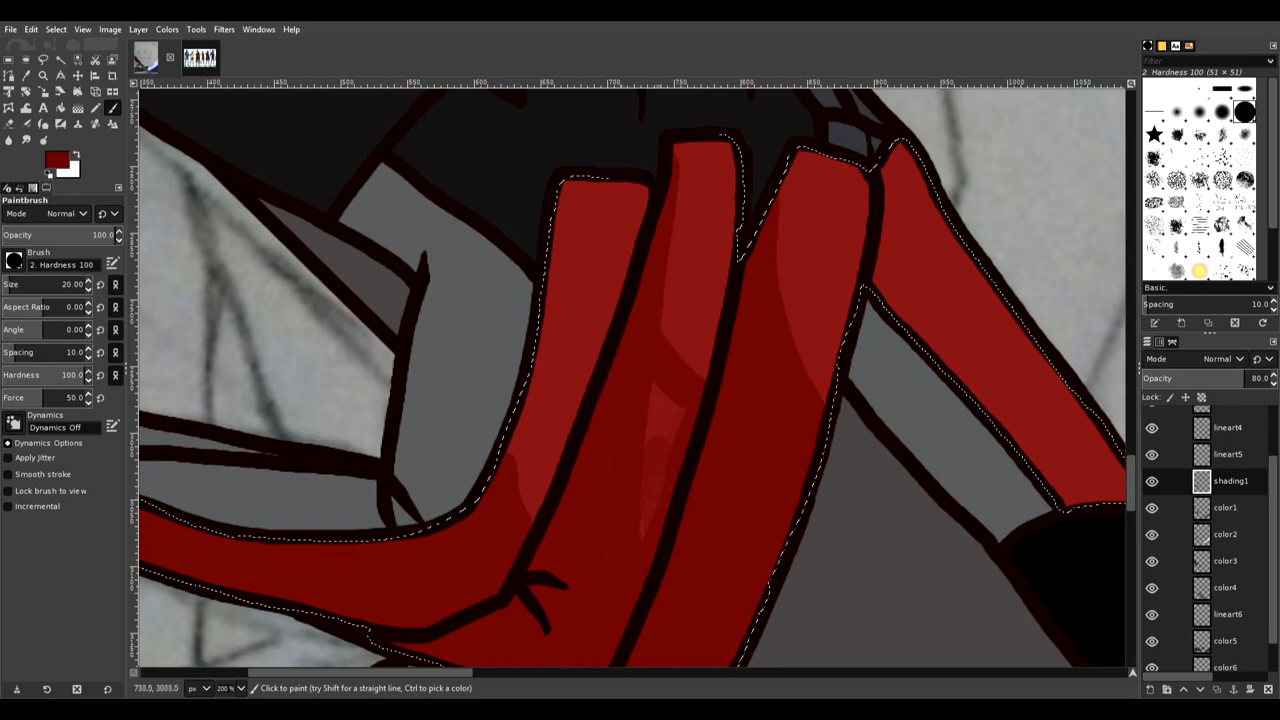 File Edit Select View Image Layer Colors Tools Filters Windows Help
Paintbrush
Mode Normal
Opacity 100.0
Brush
2. Hardness 100
Size 20.00
Aspect Ratio 0.00
Angle 0.00
Spacing 10.0
Hardness 100.0
Force 50.0
Dynamics
Dynamics Off
Dynamics Options
Apply Jitter
Smooth stroke
Lock brush to view
Incremental
px 200 % Click to paint (try Shift for a straight line, Ctrl to pick a color)
filter
2. Hardness 100 (51 × 51)
Basic,
Spacing 10.0
Mode Normal
Opacity 80.0
Lock:
lineart4
lineart5
shading1
color1
color2
color3
color4
lineart6
color5
color6